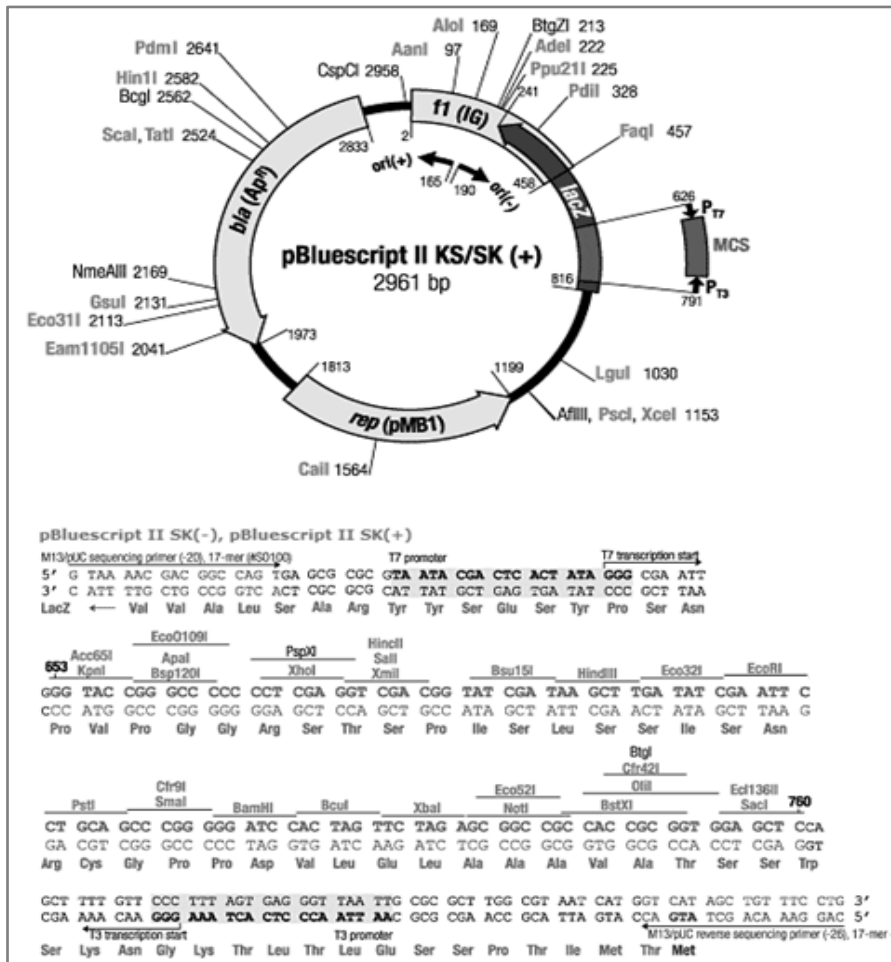 PdmI 2641
Hin1I 2582
BcgI 2562
ScaI, TatI 2524
AloI 169
AanI 97
CspCI 2958
BtgZI 213
AdeI 222
Ppu21I 225
241
PdiI 328
FaqI 457
f1 (IG)
2833
2
ori(+)
165
190
ori(-)
458
lacZ
626
PT7
MCS
PT3
791
816
bla (ApR)
pBluescript II KS/SK (+)
2961 bp
NmeAIII 2169
GsuI 2131
Eco31I 2113
Eam1105I 2041
1973
1813
1199
rep (pMB1)
CaiI 1564
LguI 1030
AflIII, PscI, XceI 1153
pBluescript II SK(-), pBluescript II SK(+)
M13/pUC sequencing primer (-20), 17-mer (#SO100) T7 promoter T7 transcription start
5’ G TAA AAC GAC GGC CAG TGA GCG CGC GTA ATA CGA CTC ACT ATA GGG CGA ATT
3’ C ATT TTG CTG CCG GTC ACT CGC GCG CAT TAT GCT GAG TGA TAT CCC GCT TAA
LacZ ← Val Val Ala Leu Ser Ala Arg Tyr Tyr Ser Glu Ser Tyr Pro Ser Asn
653 Acc65I KpnI Eco0109I ApaI Bsp120I PspXI XhoI HincII SalI XmiI Bsu15I HindIII Eco32I EcoRI
GGG TAC CGG GCC CCC CCT CGA GGT CGA CGG TAT CGA TAA GCT TGA TAT CGA ATT C
CCC ATG GCC CGG GGG GGA GCT CCA GCT GCC ATA GCT ATT CGA ACT ATA GCT TAA G
Pro Val Pro Gly Gly Arg Ser Thr Ser Pro Ile Ser Leu Ser Ser Ile Ser Asn
PstI Cfr9I SmaI BamHI BcuI XbaI Eco52I NotI BtgI Cfr42I OliI BstXI Ecl136II SacI 760
CT GCA GCC CGG GGG ATC CAC TAG TTC TAG AGC GGC CGC CAC CGC GGT GGA GCT CCA
GA CGT CGG GCC CCC TAG GTG ATC AAG ATC TCG CCG GCG GTG GCG CCA CCT CGA GGT
Arg Cys Gly Pro Pro Asp Val Leu Glu Leu Ala Ala Ala Val Ala Thr Ser Ser Trp
GCT TTT GTT CCC TTT AGT GAG GGT TAA TTG CGC GCT TGG CGT AAT CAT GGT CAT AGC TGT TTC CTG 3’
CGA AAA CAA GGG AAA TCA CTC CCA ATT AAC GCG CGA ACC GCA TTA GTA CCA GTA TCG ACA AAG GAC 5’
T3 transcription start T3 promoter M13/pUC reverse sequencing primer (-26), 17-mer
Ser Lys Asn Gly Lys Thr Leu Thr Leu Glu Ser Ser Pro Thr Ile Met Thr Met